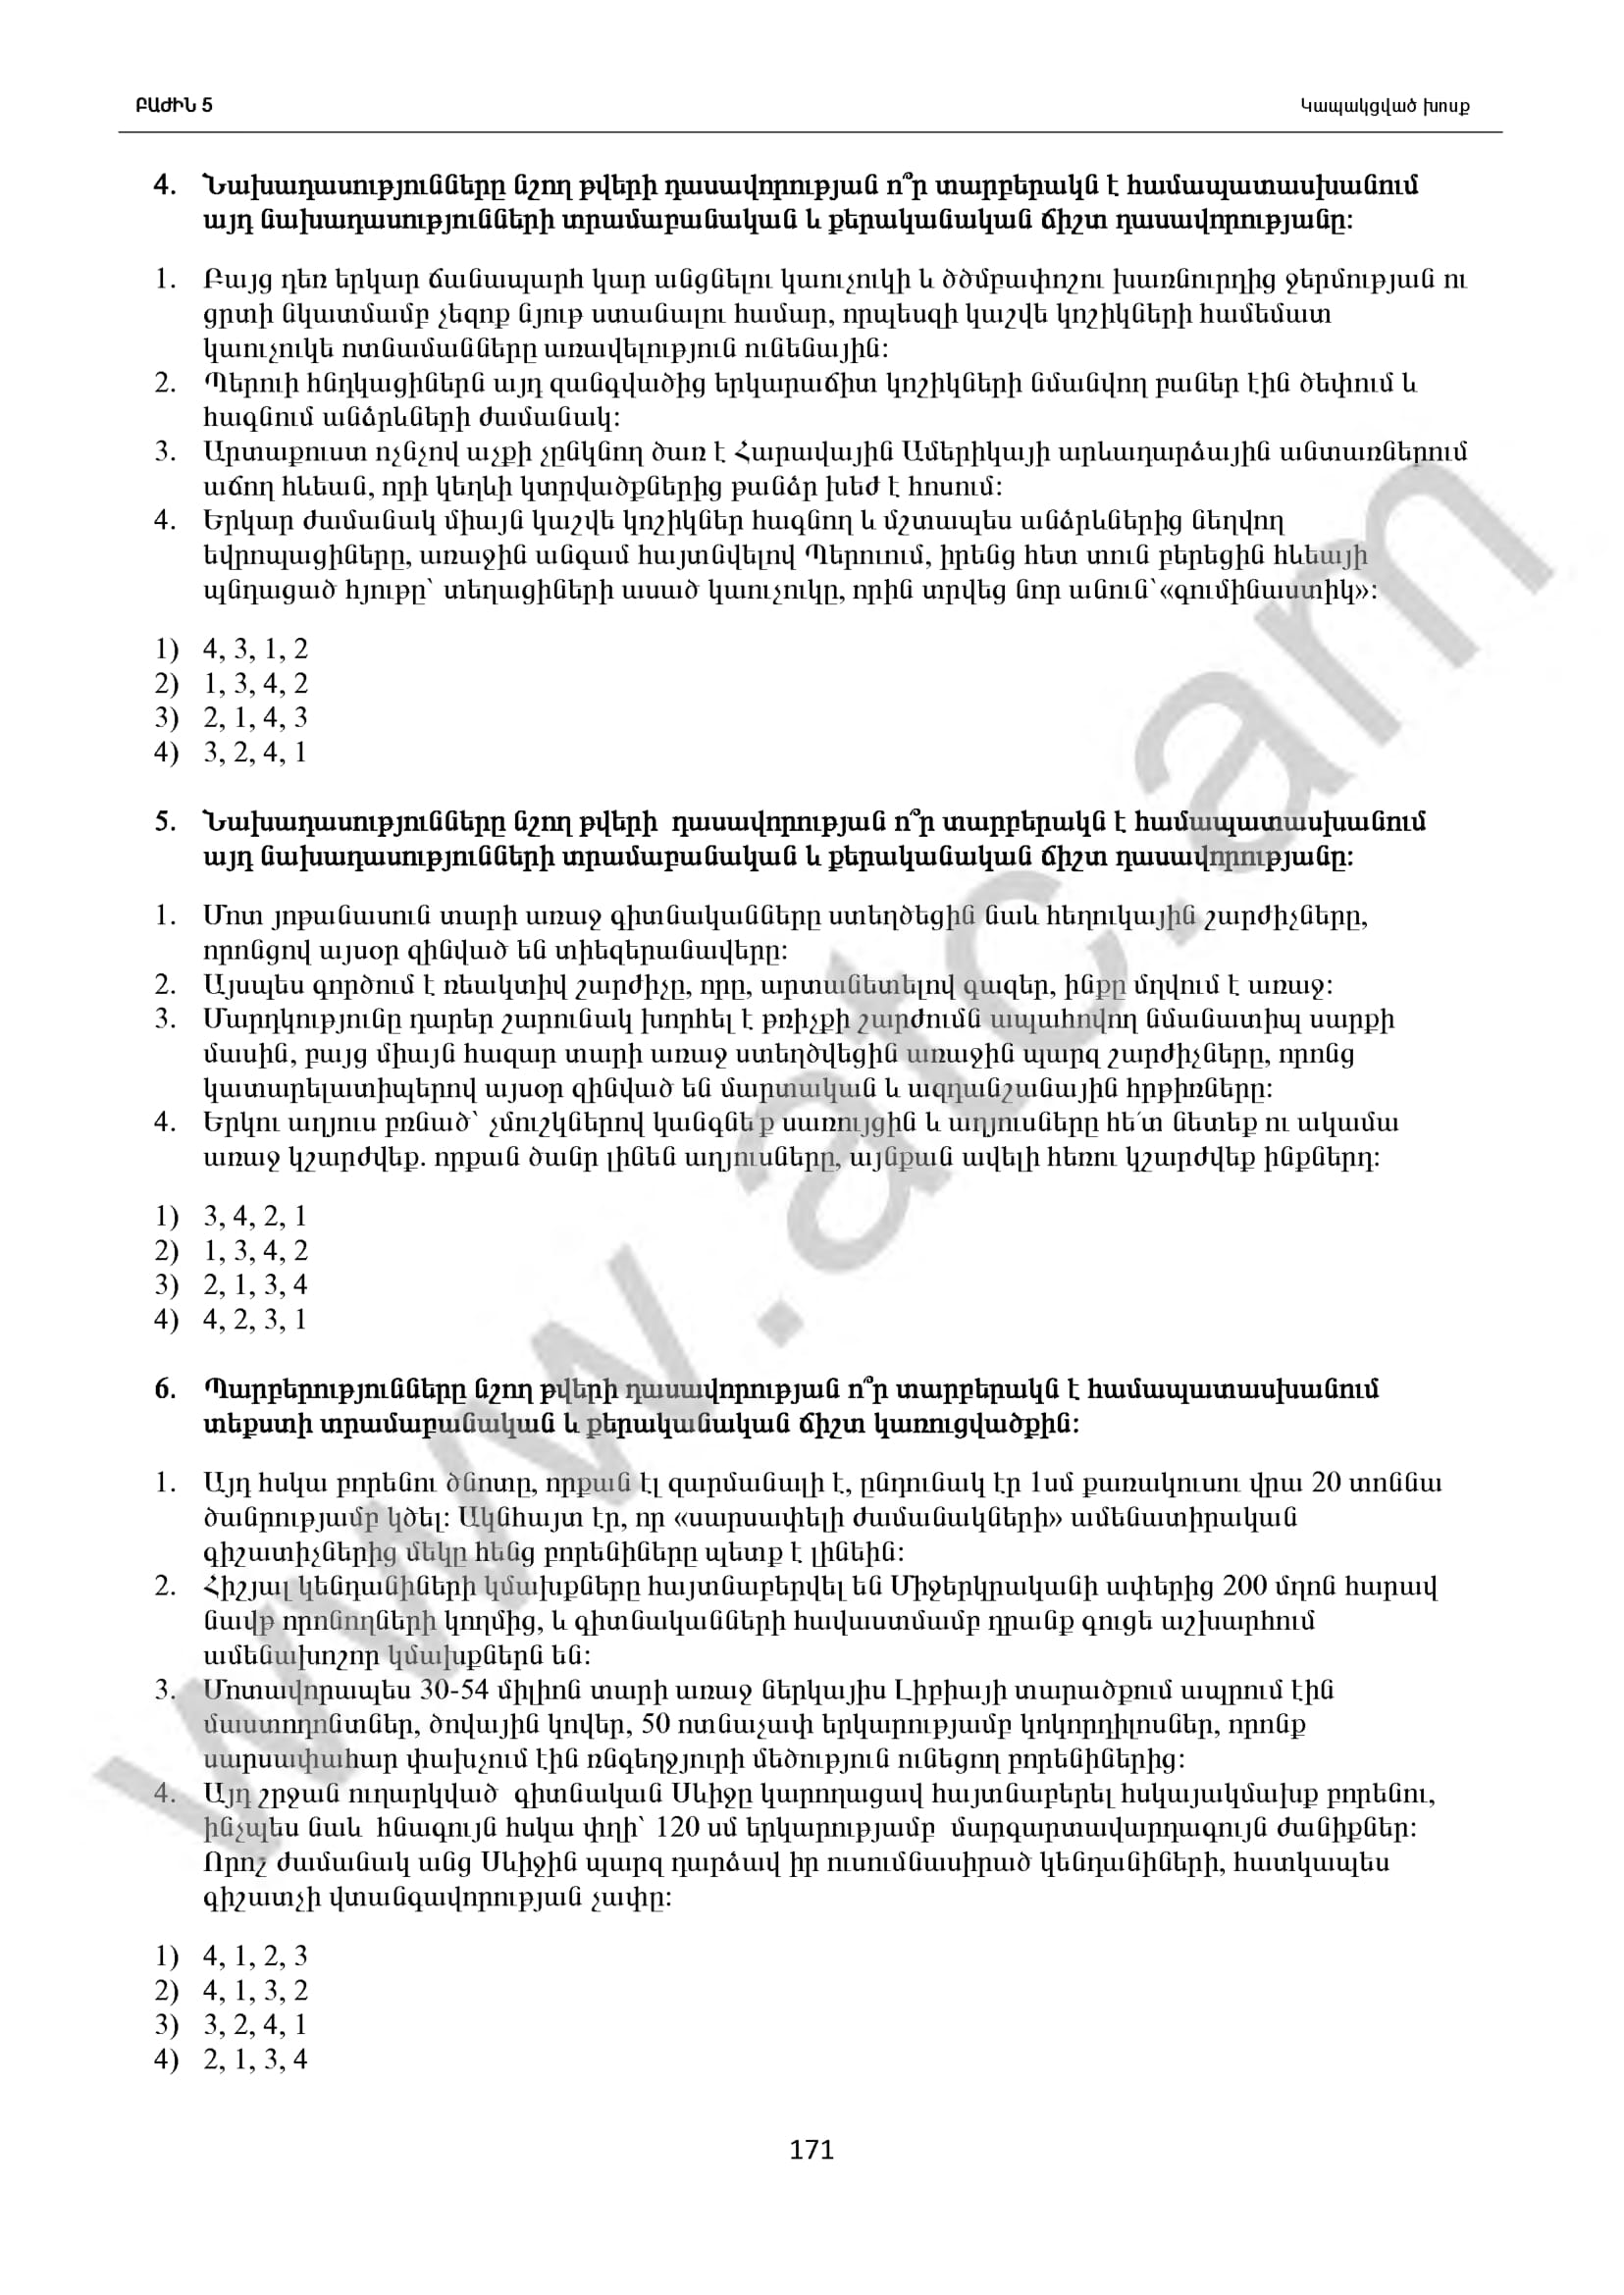 ԲԱԺԻՆ 5
Կապակցված խոսք
4. Նախադասությունները նշող թվերի դասավորության ո՞ր տարբերակն է համապատասխանում
այդ նախադասությունների տրամաբանական և քերականական ճիշտ դասավորությանը:
1. Բայց դեռ երկար ճանապարհ կար անցնելու կաուչուկի և ծծմբափոշու խառնուրդից ջերմության ու
ցրտի նկատմամբ չեզոք նյութ ստանալու համար, որպեսզի կաշվե կոշիկների համեմատ
կաուչուկե ոտնամանները առավելություն ունենային:
2. Պերուի հնդկացիներն այդ զանգվածից երկարաճիտ կոշիկների նմանվող բաներ էին ծեփում և
հագնում անձրևների ժամանակ:
3. Արտաքուստ ոչնչով աչքի չընկնող ծառ է Հարավային Ամերիկայի արևադարձային անտառներում
աճող հևեան, որի կեղևի կտրվածքներից թանձր խեժ է հոսում:
4. Երկար ժամանակ միայն կաշվե կոշիկներ հագնող և մշտապես անձրևներից նեղվող
եվրոպացիները, առաջին անգամ հայտնվելով Պերուում, իրենց հետ տուն բերեցին հևեայի
պնդացած հյութը՝ տեղացիների ասած կաուչուկը, որին տրվեց նոր անուն՝ «գումինաստիկ»:
1) 4, 3, 1, 2
2) 1, 3, 4, 2
3) 2, 1, 4, 3
4) 3, 2, 4, 1
5. Նախադասությունները նշող թվերի դասավորության ո՞ր տարբերակն է համապատասխանում
այդ նախադասությունների տրամաբանական և քերականական ճիշտ դասավորությանը:
1. Մոտ յոթանասուն տարի առաջ գիտնականները ստեղծեցին նաև հեղուկային շարժիչները,
որոնցով այսօր զինված են տիեզերանավերը:
2. Այսպես գործում է ռեակտիվ շարժիչը, որը, արտանետելով գազեր, ինքը մղվում է առաջ:
3. Մարդկությունը դարեր շարունակ խորհել է թռիչքի շարժումն ապահովող նմանատիպ սարքի
մասին, բայց միայն հազար տարի առաջ ստեղծվեցին առաջին պարզ շարժիչները, որոնց
կատարելատիպերով այսօր զինված են մարտական և ազդանշանային հրթիռները:
4. Երկու աղյուս բռնած՝ չմուշկներով կանգնե՛ք սառույցին և աղյուսները հե՛տ նետեք ու ակամա
առաջ կշարժվեք. որքան ծանր լինեն աղյուսները, այնքան ավելի հեռու կշարժվեք ինքներդ:
1) 3, 4, 2, 1
2) 1, 3, 4, 2
3) 2, 1, 3, 4
4) 4, 2, 3, 1
6. Պարբերությունները նշող թվերի դասավորության ո՞ր տարբերակն է համապատասխանում
տեքստի տրամաբանական և քերականական ճիշտ կառուցվածքին:
1. Այդ հսկա բորենու ծնոտը, որքան էլ զարմանալի է, ընդունակ էր 1սմ քառակուսու վրա 20 տոննա
ծանրությամբ կծել: Ակնհայտ էր, որ «սարսափելի ժամանակների» ամենատիրական
գիշատիչներից մեկը հենց բորենիները պետք է լինեին:
2. Հիշյալ կենդանիների կմախքները հայտնաբերվել են Միջերկրականի ափերից 200 մղոն հարավ
նավթ որոնողների կողմից, և գիտնականների հավաստմամբ դրանք գուցե աշխարհում
ամենախոշոր կմախքներն են:
3. Մոտավորապես 30-54 միլիոն տարի առաջ ներկայիս Լիբիայի տարածքում ապրում էին
մաստոդոնտներ, ծովային կովեր, 50 ոտնաչափ երկարությամբ կոկորդիլոսներ, որոնք
սարսափահար փախչում էին ռնգեղջյուրի մեծություն ունեցող բորենիներից:
4. Այդ շրջան ուղարկված գիտնական Սևիջը կարողացավ հայտնաբերել հսկայակմախք բորենու,
ինչպես նաև հնագույն հսկա փղի՝ 120 սմ երկարությամբ մարգարտավարդագույն ժանիքներ:
Որոշ ժամանակ անց Սևիջին պարզ դարձավ իր ուսումնասիրած կենդանիների, հատկապես
գիշատչի վտանգավորության չափը:
1) 4, 1, 2, 3
2) 4, 1, 3, 2
3) 3, 2, 4, 1
4) 2, 1, 3, 4
171
www.atc.am